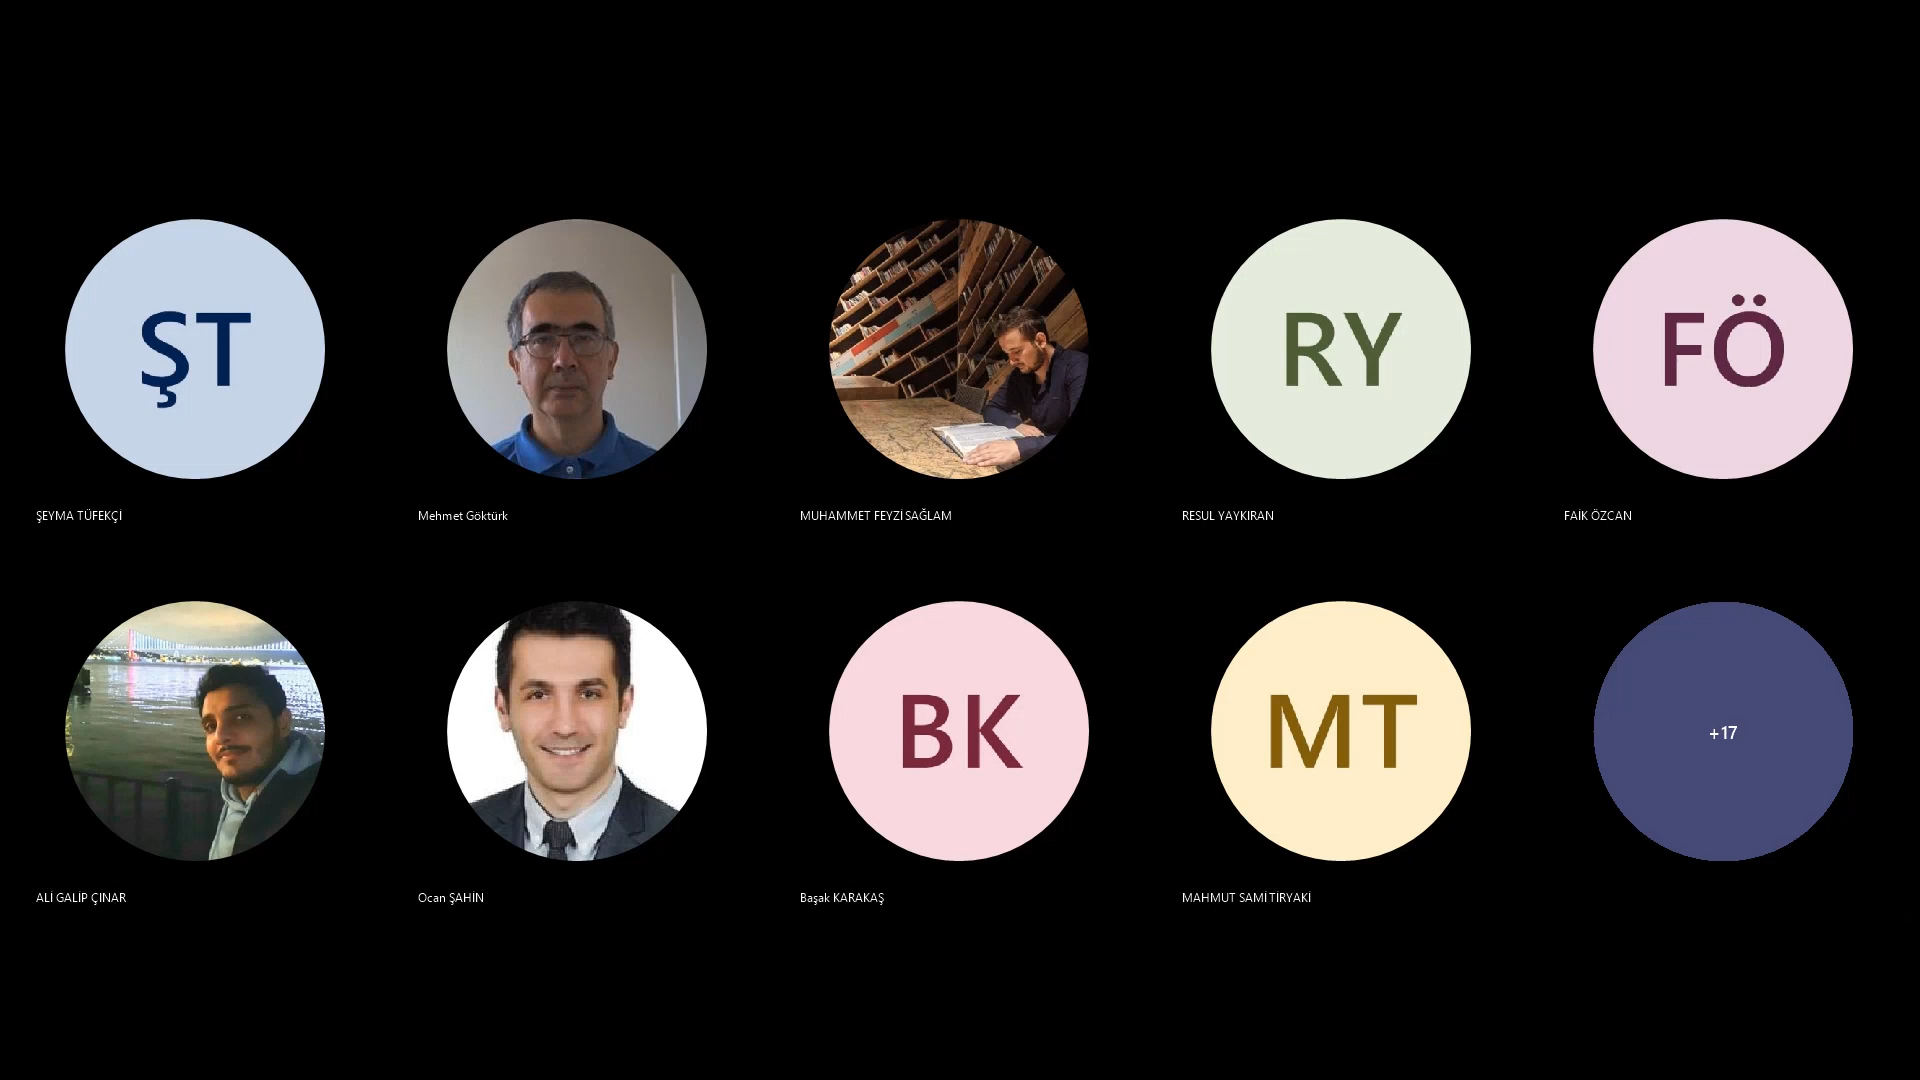 ŞT
RY
FÖ
ŞEYMA TÜFEKÇİ
Mehmet Göktürk
MUHAMMET FEYZİ SAĞLAM
RESUL YAYKIRAN
FAİK ÖZCAN
BK
MT
+17
ALİ GALİP ÇINAR
Ocan ŞAHİN
Başak KARAKAŞ
MAHMUT SAMİ TİRYAKİ